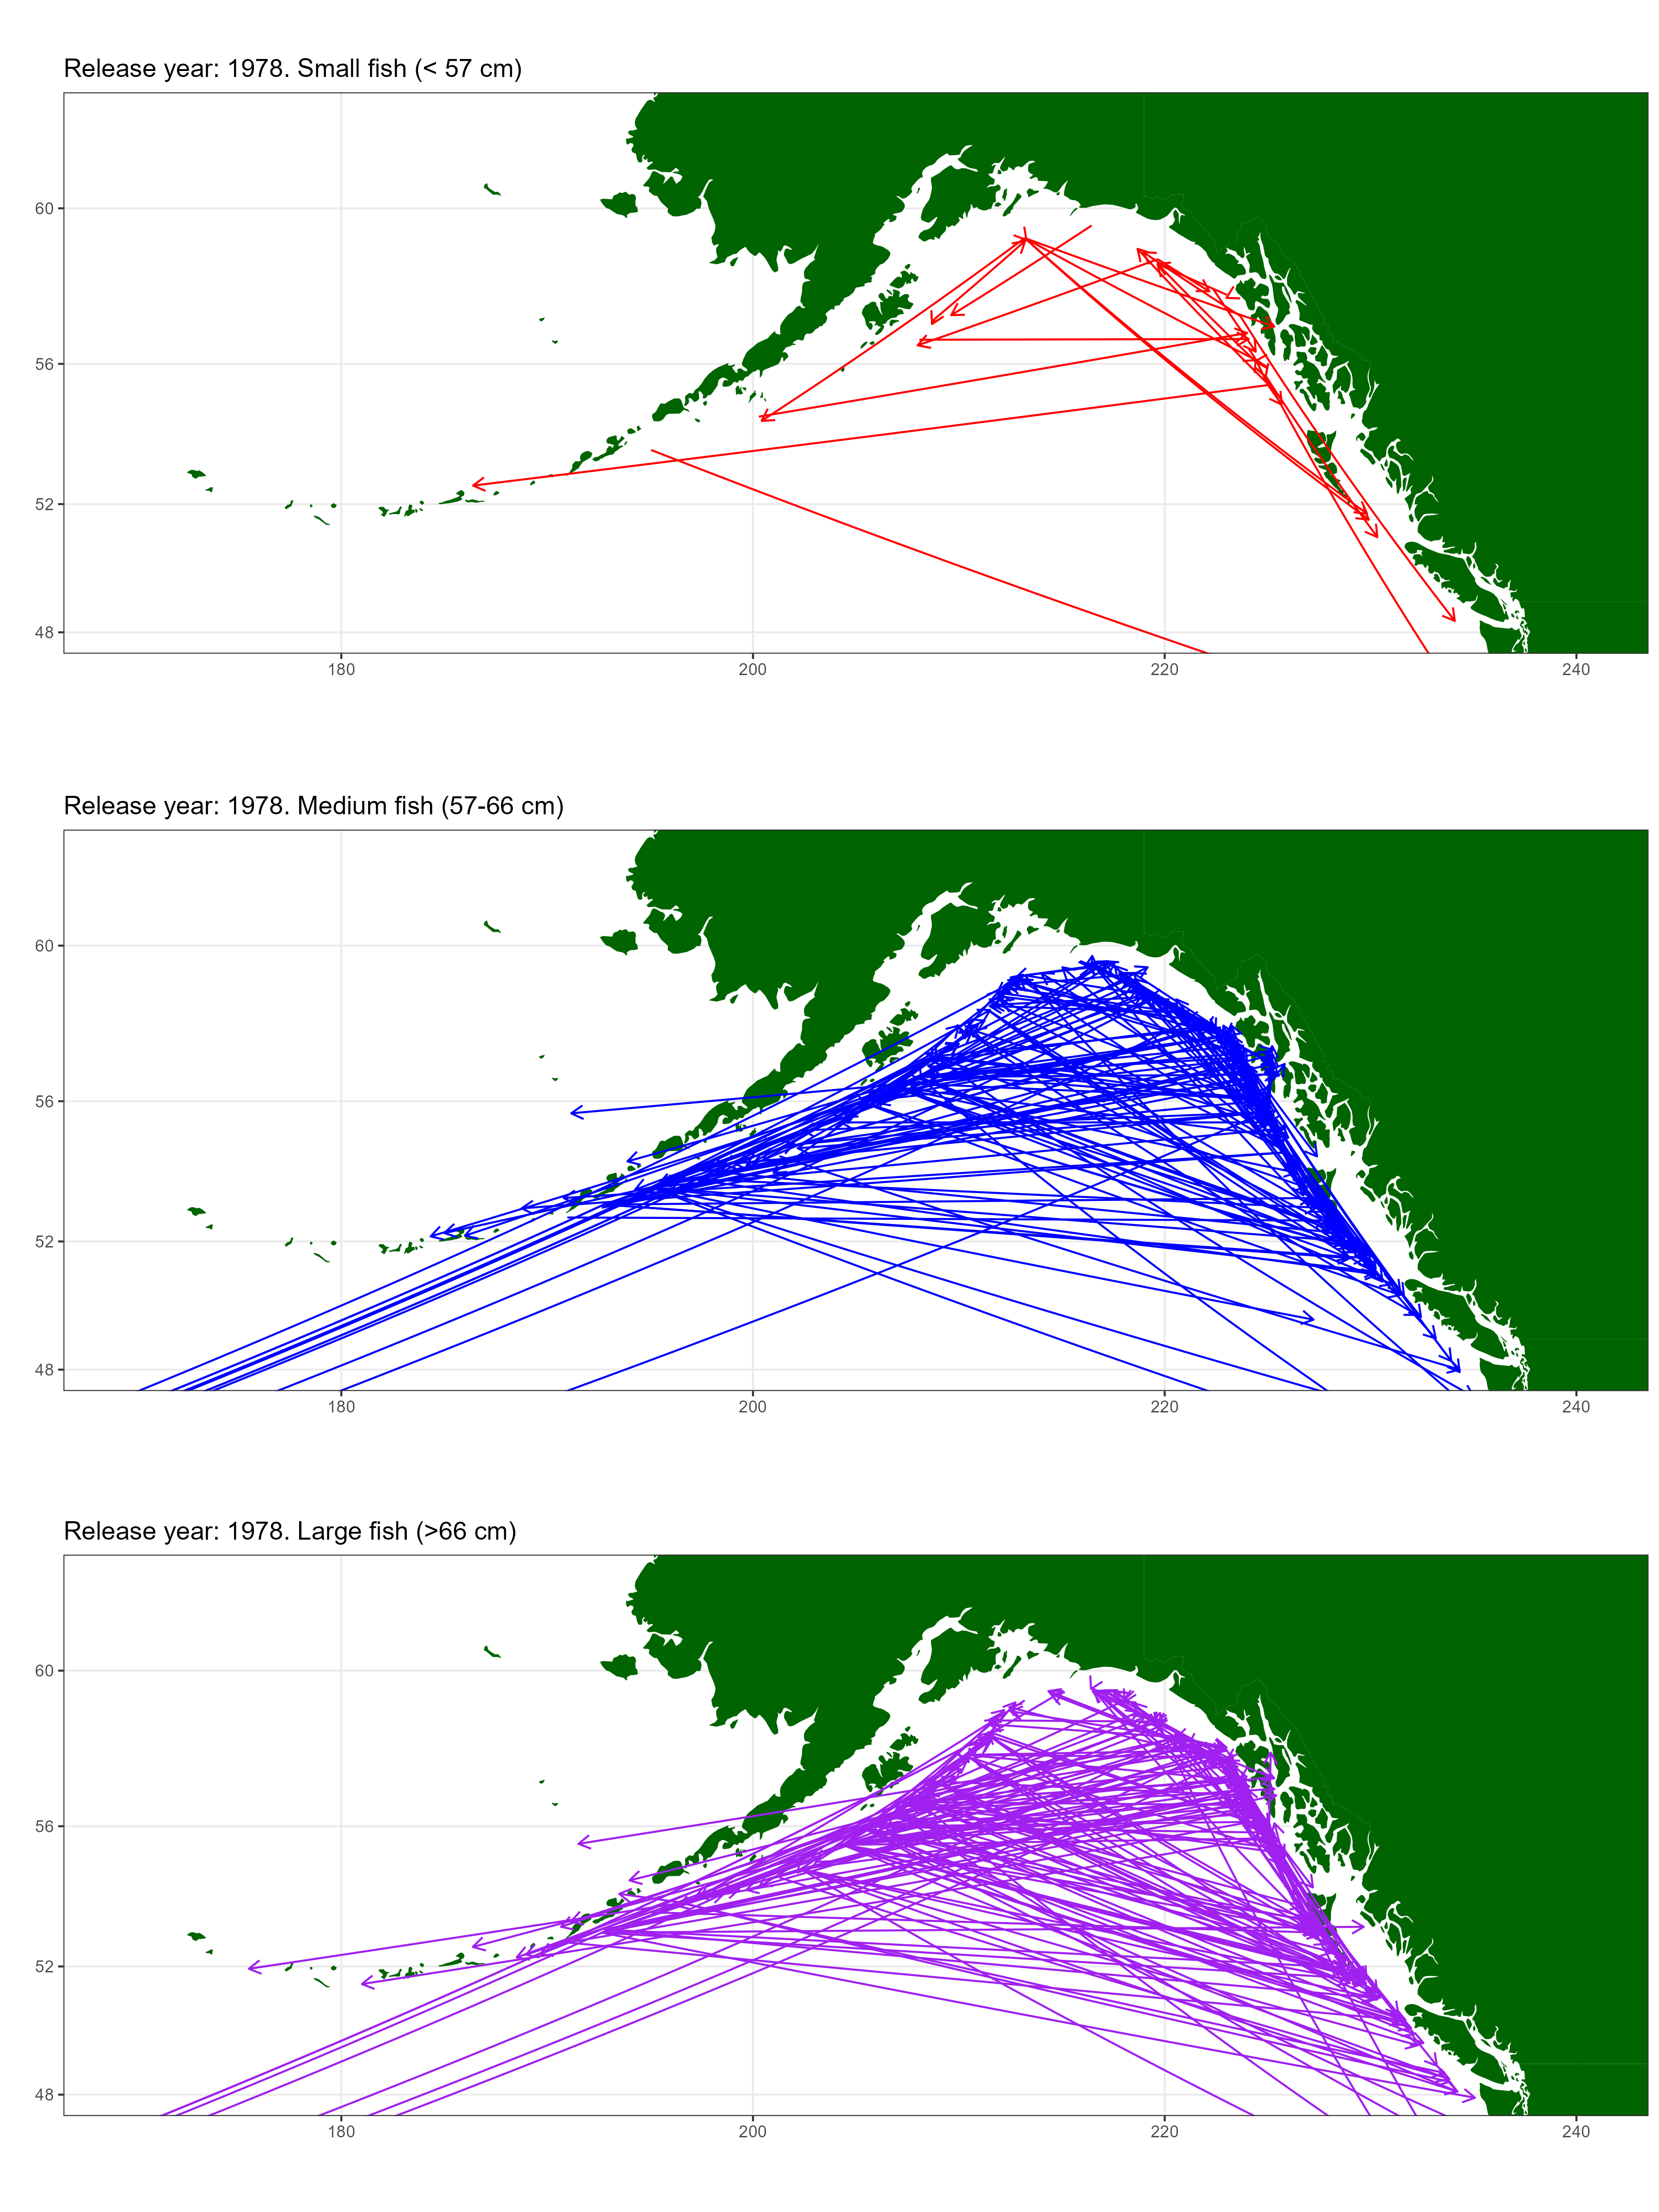 Release year: 1978. Small fish (< 57 cm)
60
56
52
48
180 200 220 240
Release year: 1978. Medium fish (57-66 cm)
60
56
52
48
180 200 220 240
Release year: 1978. Large fish (>66 cm)
60
56
52
48
180 200 220 240